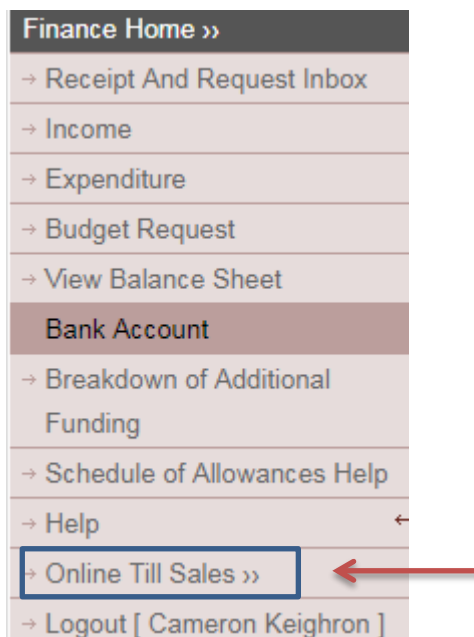 Finance Home ››
→ Receipt And Request Inbox
→ Income
→ Expenditure
→ Budget Request
→ View Balance Sheet
Bank Account
→ Breakdown of Additional
Funding
→ Schedule of Allowances Help
→ Help
→ Online Till Sales ››
→ Logout [ Cameron Keighron ]